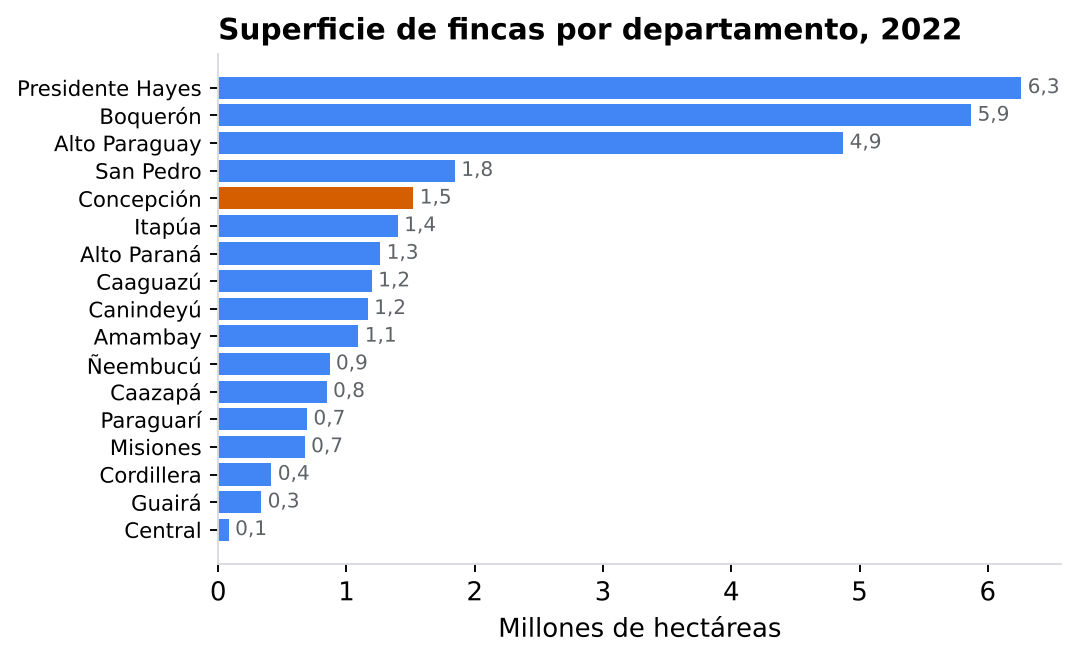 Superficie de fincas por departamento, 2022
Presidente Hayes 6,3
Boquerón 5,9
Alto Paraguay 4,9
San Pedro 1,8
Concepción 1,5
Itapúa 1,4
Alto Paraná 1,3
Caaguazú 1,2
Canindeyú 1,2
Amambay 1,1
Ñeembucú 0,9
Caazapá 0,8
Paraguarí 0,7
Misiones 0,7
Cordillera 0,4
Guairá 0,3
Central 0,1
0 1 2 3 4 5 6
Millones de hectáreas